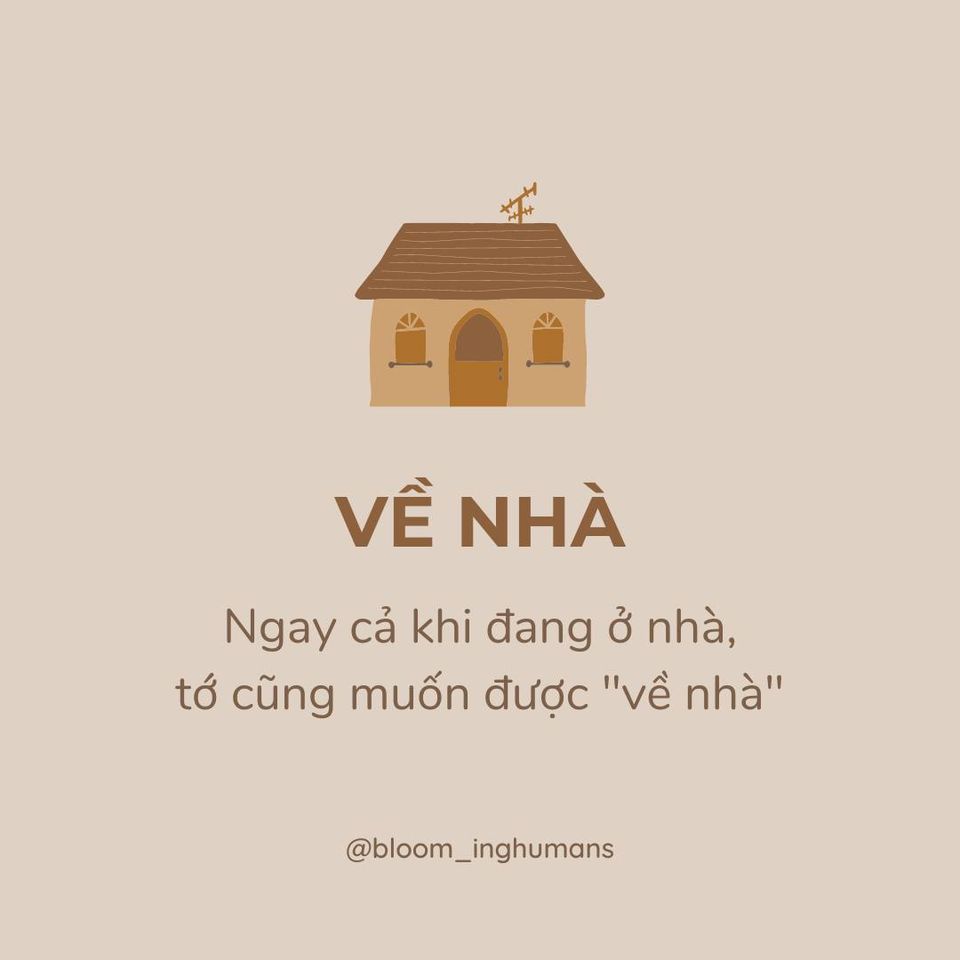 VỀ NHÀ
Ngay cả khi đang ở nhà,
tớ cũng muốn được "về nhà"
@bloom_inghumans